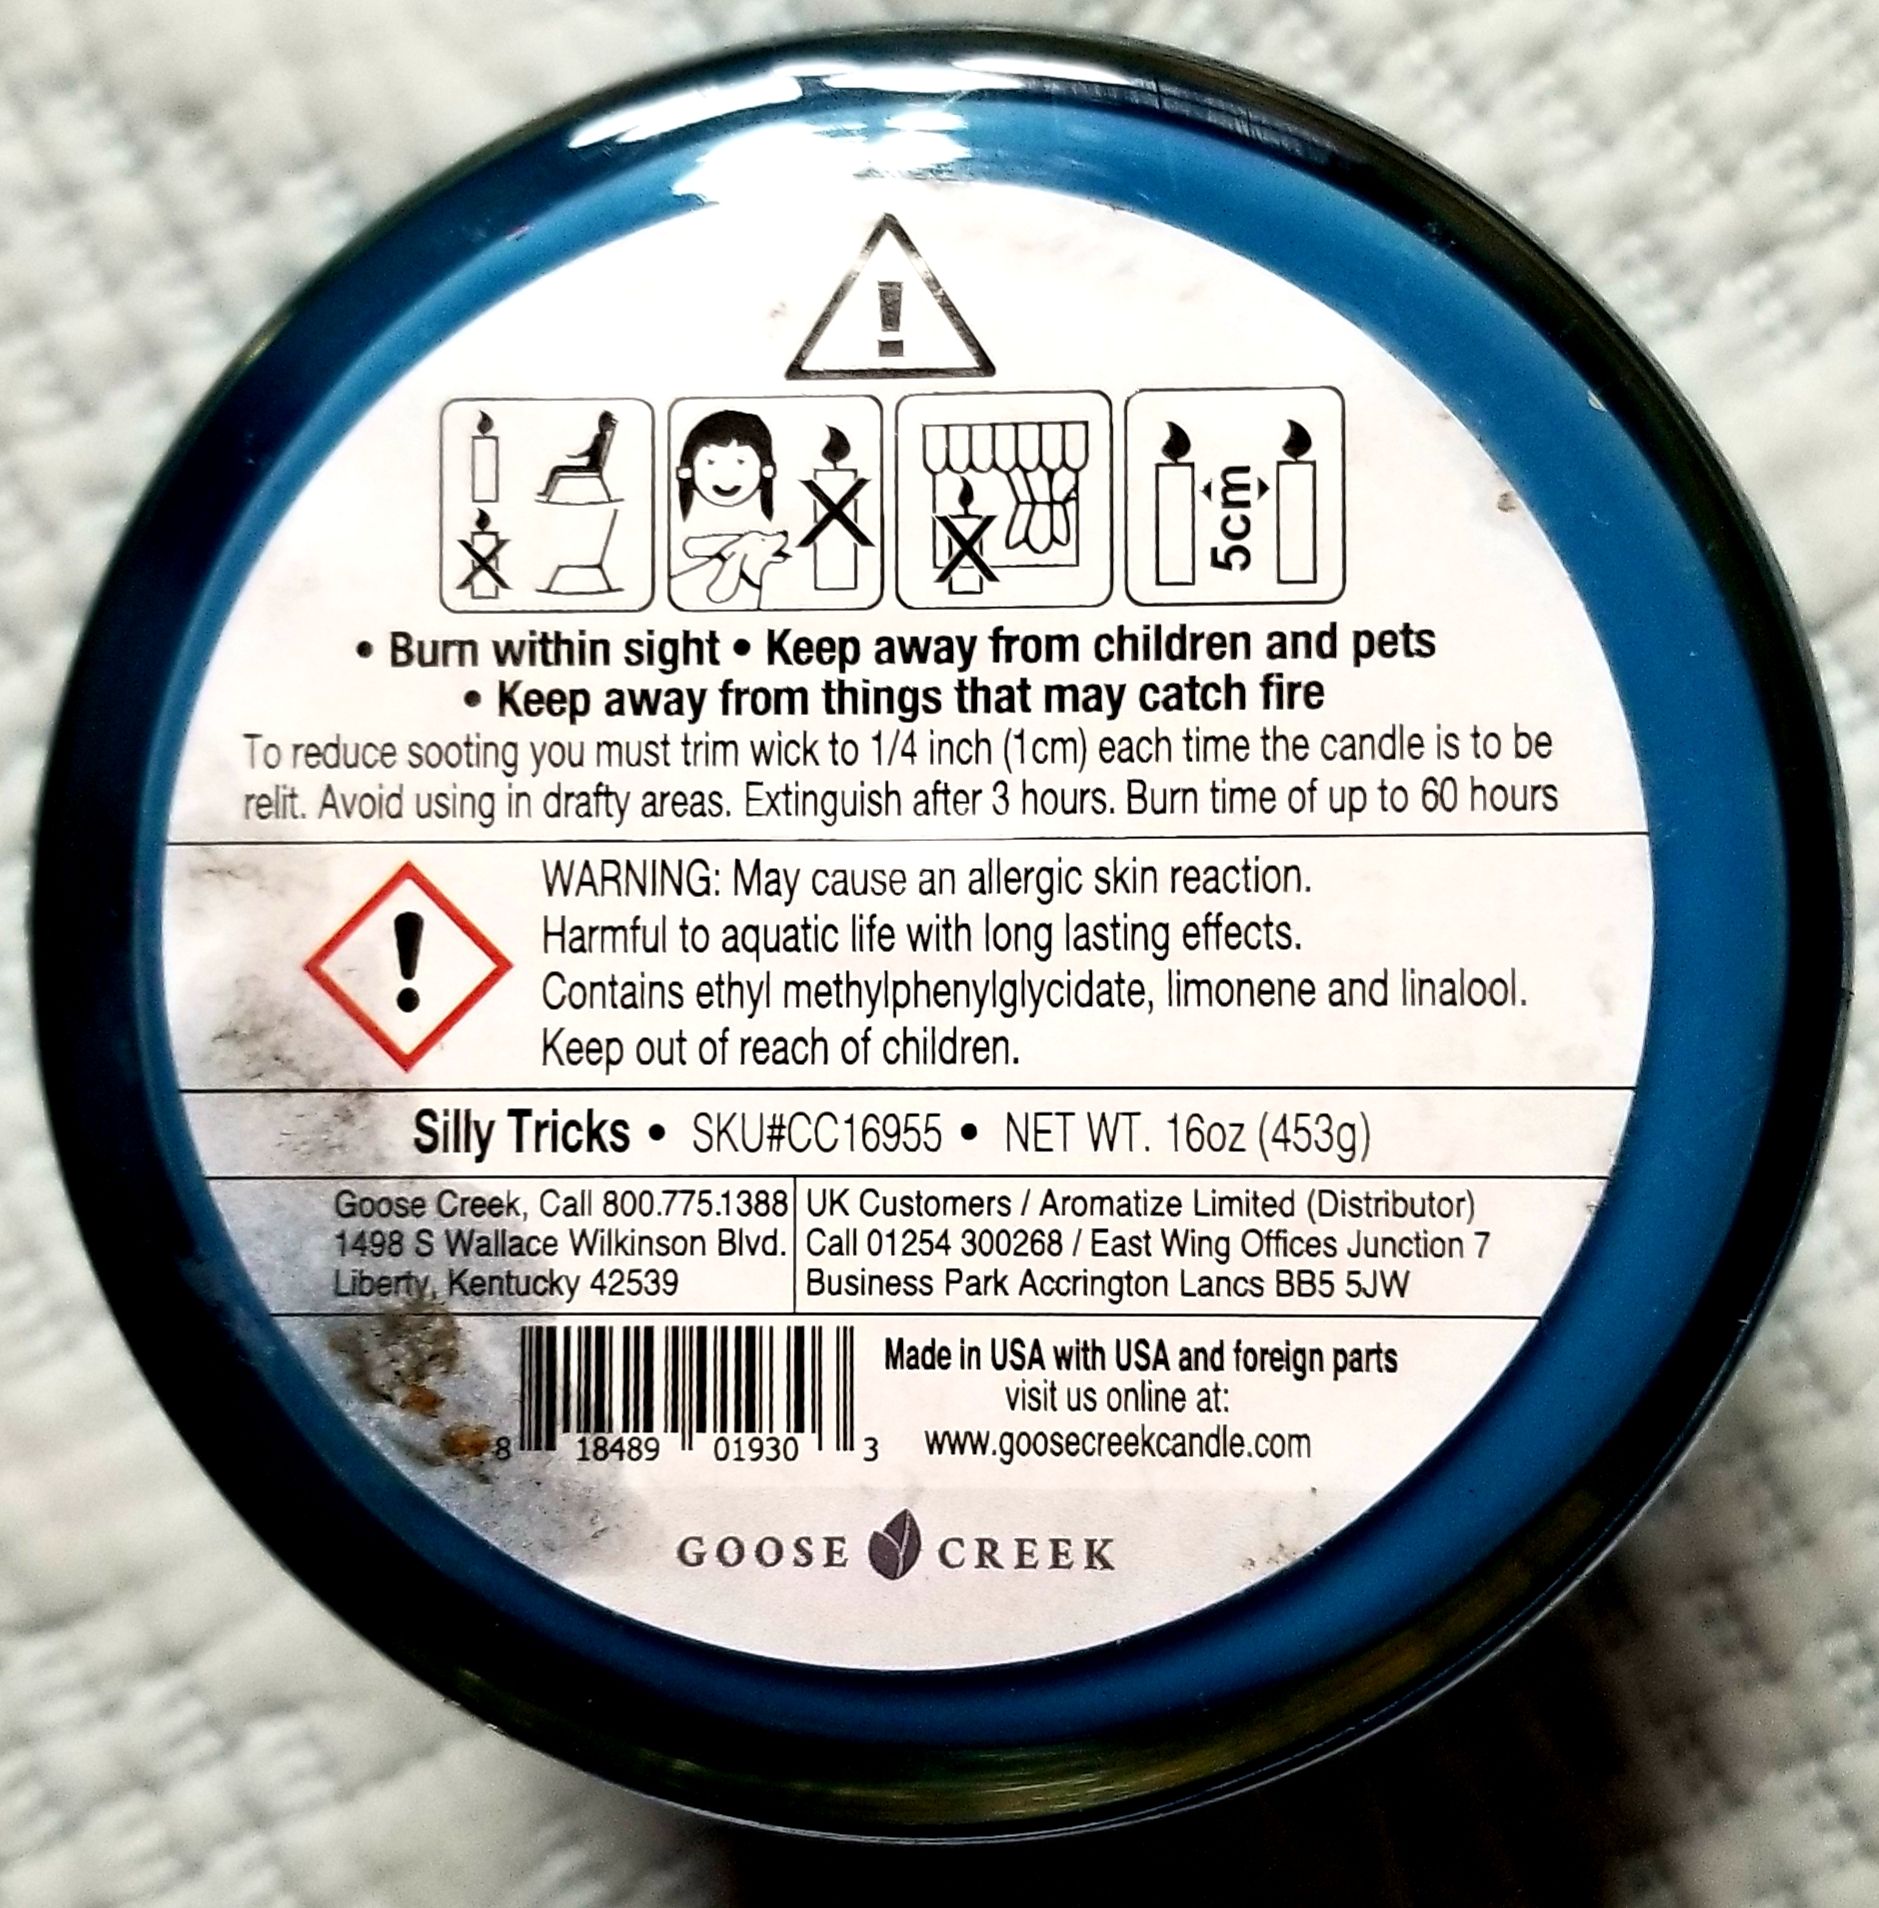 !
5cm
• Burn within sight • Keep away from children and pets
• Keep away from things that may catch fire
To reduce sooting you must trim wick to 1/4 inch (1cm) each time the candle is to be
relit. Avoid using in drafty areas. Extinguish after 3 hours. Burn time of up to 60 hours
!
WARNING: May cause an allergic skin reaction.
Harmful to aquatic life with long lasting effects.
Contains ethyl methylphenylglycidate, limonene and linalool.
Keep out of reach of children.
Silly Tricks • SKU#CC16955 • NET WT. 16oz (453g)
Goose Creek, Call 800.775.1388
1498 S Wallace Wilkinson Blvd.
Liberty, Kentucky 42539
UK Customers / Aromatize Limited (Distributor)
Call 01254 300268 / East Wing Offices Junction 7
Business Park Accrington Lancs BB5 5JW
8 18489 01930 3
Made in USA with USA and foreign parts
visit us online at:
www.goosecreekcandle.com
GOOSE CREEK